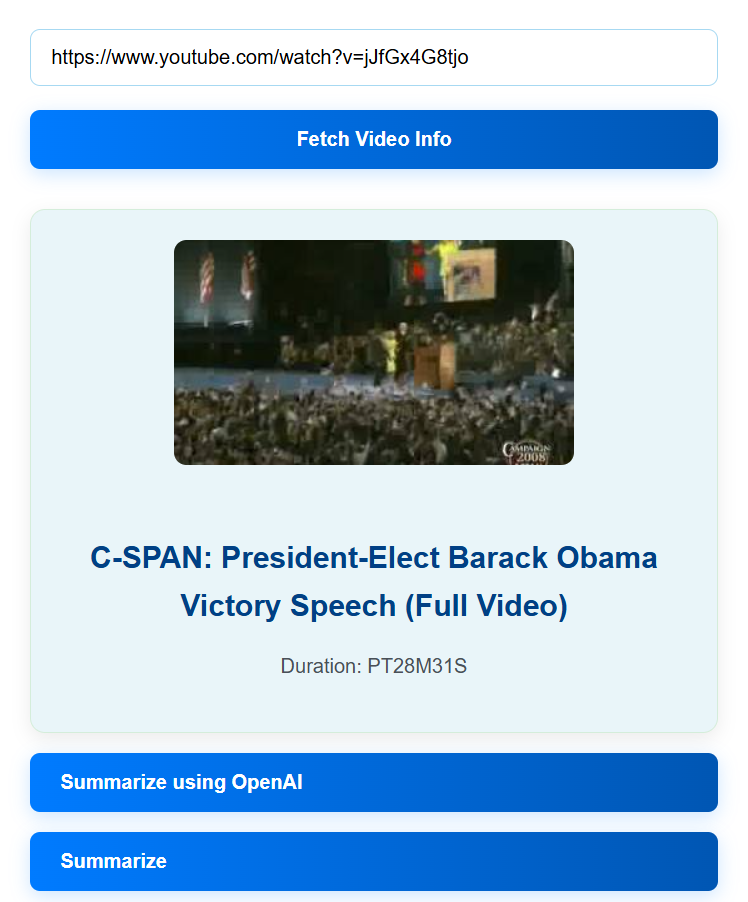 https://www.youtube.com/watch?v=jJfGx4G8tjo
Fetch Video Info
CAMPAIGN
2008
C-SPAN: President-Elect Barack Obama
Victory Speech (Full Video)
Duration: PT28M31S
Summarize using OpenAI
Summarize